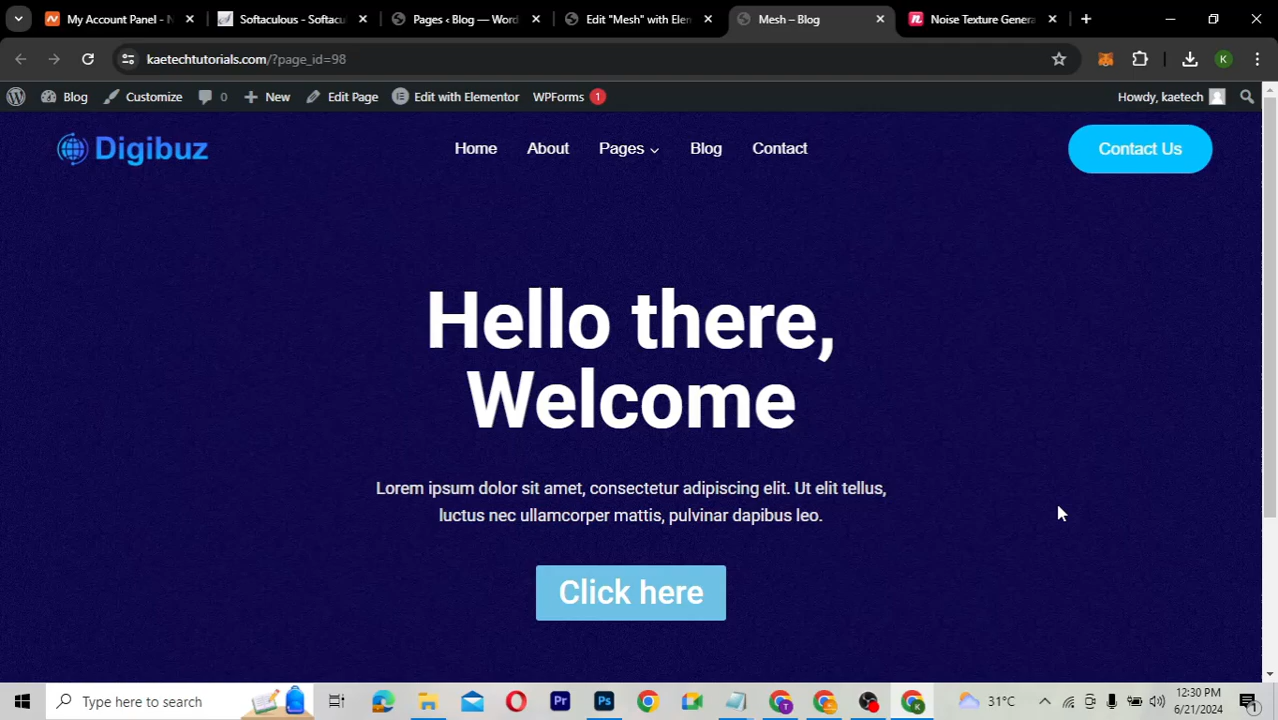 My Account Panel - N
Softaculous - Softacu
Pages ‹ Blog — Word
Edit "Mesh" with Elem
Mesh – Blog
Noise Texture Genera
kaetechtutorials.com/?page_id=98
K
Blog
Customize
0
New
Edit Page
Edit with Elementor
WPForms 1
Howdy, kaetech
Digibuz
Home
About
Pages
Blog
Contact
Contact Us
Hello there,
Welcome
Lorem ipsum dolor sit amet, consectetur adipiscing elit. Ut elit tellus,
luctus nec ullamcorper mattis, pulvinar dapibus leo.
Click here
Type here to search
Pr
Ps
T
K
31°C
12:30 PM
6/21/2024
1